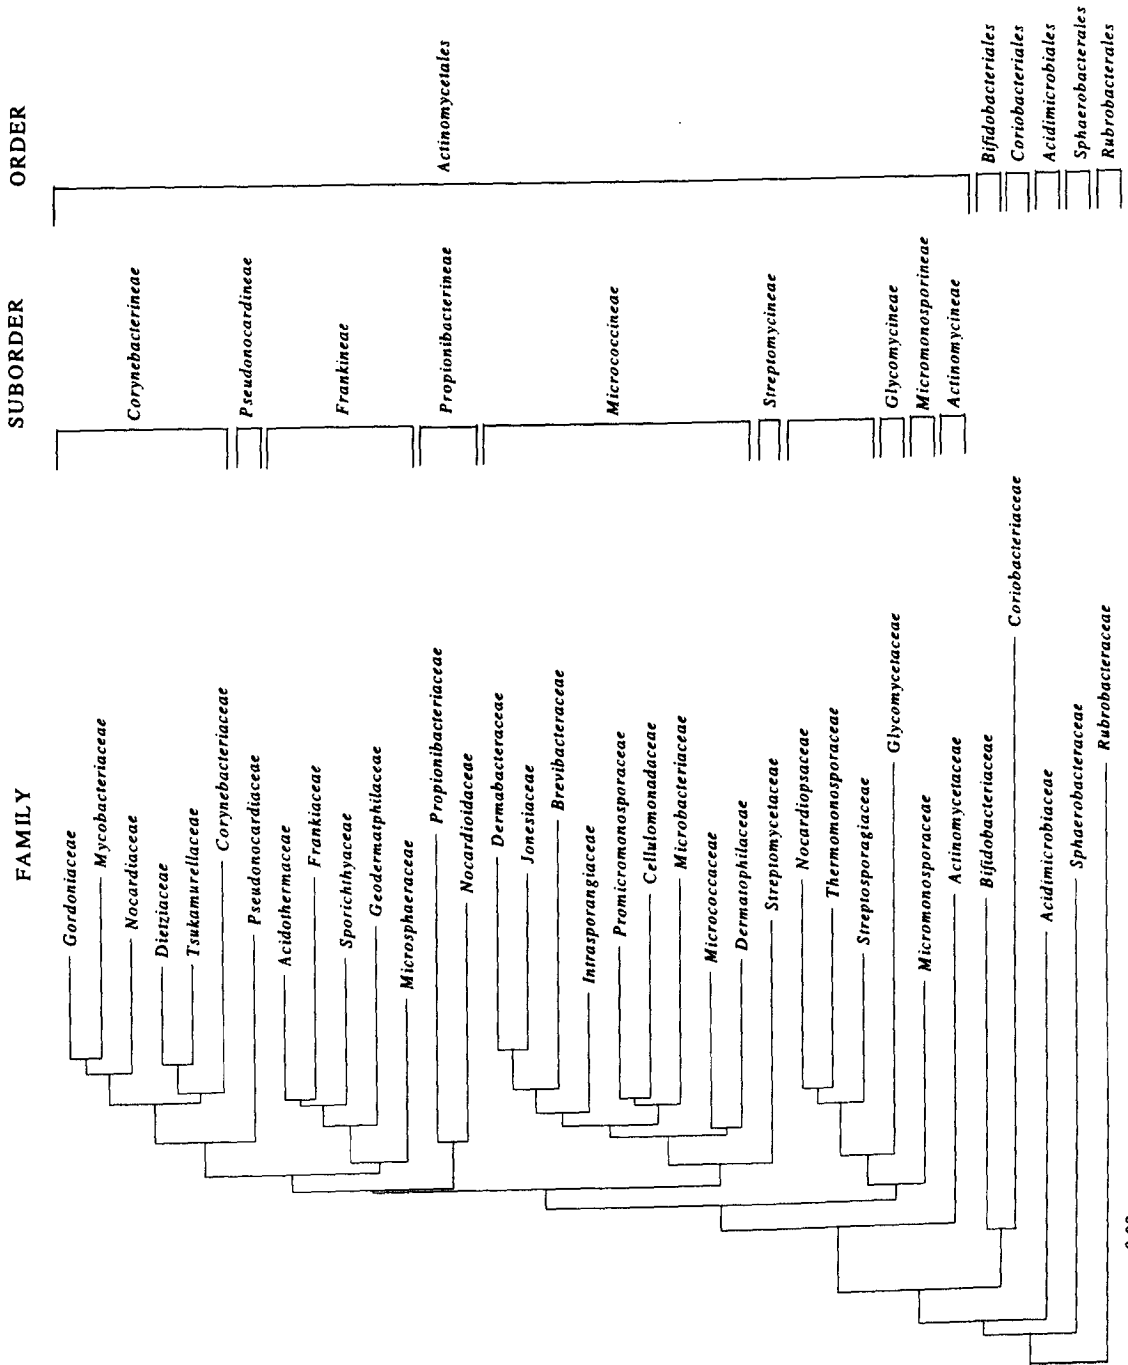 ORDER
Actinomycetales
Bifidobacteriales
Coriobacteriales
Acidimicrobiales
Sphaerobacterales
Rubrobacterales
SUBORDER
Corynebacterineae
Pseudonocardineae
Frankineae
Propionibacterineae
Micrococcineae
Streptomycineae
Glycomycineae
Micromonosporineae
Actinomycineae
FAMILY
Gordoniaceae
Mycobacteriaceae
Nocardiaceae
Dietziaceae
Tsukamurellaceae
Corynebacteriaceae
Pseudonocardiaceae
Acidothermaceae
Frankiaceae
Sporichthyaceae
Geodermatphilaceae
Microsphaeraceae
Propionibacteriaceae
Nocardioidaceae
Dermabacteraceae
Jonesiaceae
Brevibacteraceae
Intrasporangiaceae
Promicromonosporaceae
Cellulomonadaceae
Microbacteriaceae
Micrococcaceae
Dermatophilaceae
Streptomycetaceae
Nocardiopsaceae
Thermomonosporaceae
Streptosporagiaceae
Glycomycetaceae
Micromonosporaceae
Actinomycetaceae
Bifidobacteriaceae
Coriobacteriaceae
Acidimicrobiaceae
Sphaerobacteraceae
Rubrobacteraceae